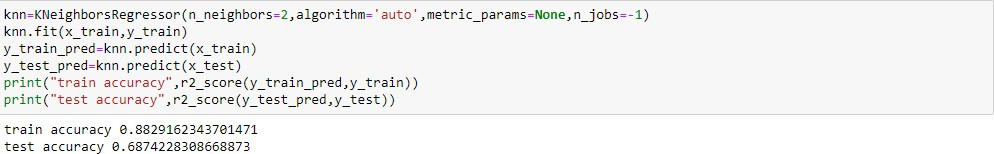 knn=KNeighborsRegressor(n_neighbors=2,algorithm='auto',metric_params=None,n_jobs=-1)
knn.fit(x_train,y_train)
y_train_pred=knn.predict(x_train)
y_test_pred=knn.predict(x_test)
print("train accuracy",r2_score(y_train_pred,y_train))
print("test accuracy",r2_score(y_test_pred,y_test))
train accuracy 0.8829162343701471
test accuracy 0.6874228308668873